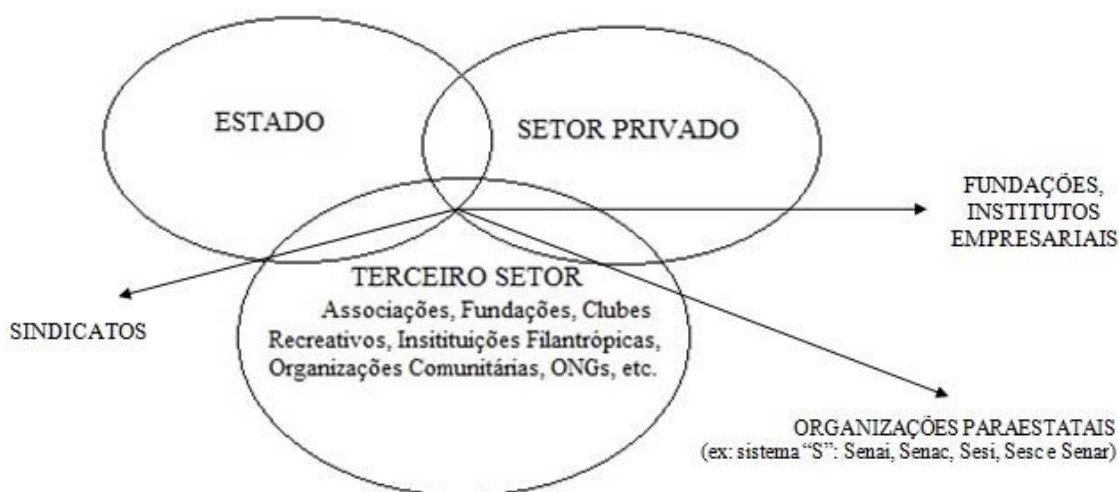 ESTADO
SETOR PRIVADO
FUNDAÇÕES,
INSTITUTOS
EMPRESARIAIS
TERCEIRO SETOR
Associações, Fundações, Clubes
Recreativos, Insitituições Filantrópicas,
Organizações Comunitárias, ONGs, etc.
SINDICATOS
ORGANIZAÇÕES PARAESTATAIS
(ex: sistema “S”: Senai, Senac, Sesi, Sesc e Senar)